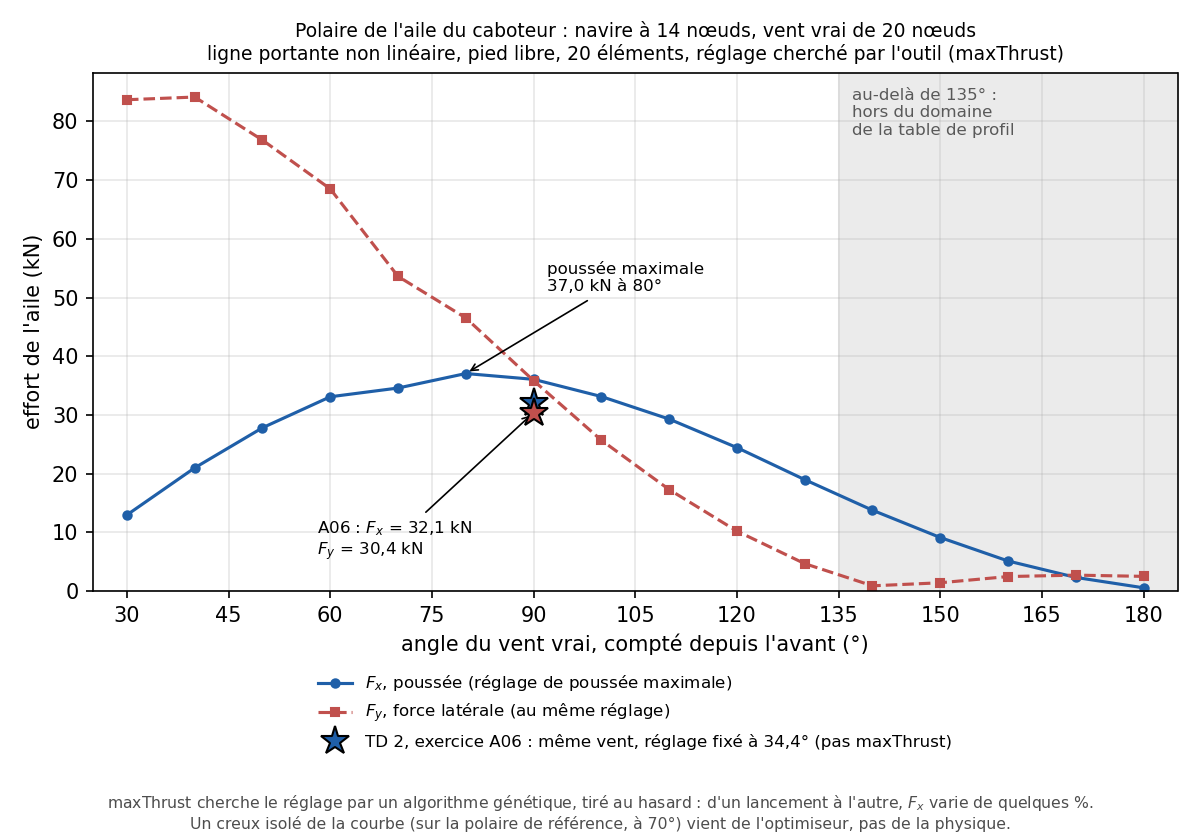 Polaire de l'aile du caboteur : navire à 14 nœuds, vent vrai de 20 nœuds
ligne portante non linéaire, pied libre, 20 éléments, réglage cherché par l'outil (maxThrust)
effort de l'aile (kN)
80
70
60
50
40
30
20
10
0
au-delà de 135° :
hors du domaine
de la table de profil
poussée maximale
37,0 kN à 80°
A06 : Fx = 32,1 kN
Fy = 30,4 kN
30 45 60 75 90 105 120 135 150 165 180
angle du vent vrai, compté depuis l'avant (°)
Fx, poussée (réglage de poussée maximale)
Fy, force latérale (au même réglage)
TD 2, exercice A06 : même vent, réglage fixé à 34,4° (pas maxThrust)
maxThrust cherche le réglage par un algorithme génétique, tiré au hasard : d'un lancement à l'autre, Fx varie de quelques %.
Un creux isolé de la courbe (sur la polaire de référence, à 70°) vient de l'optimiseur, pas de la physique.